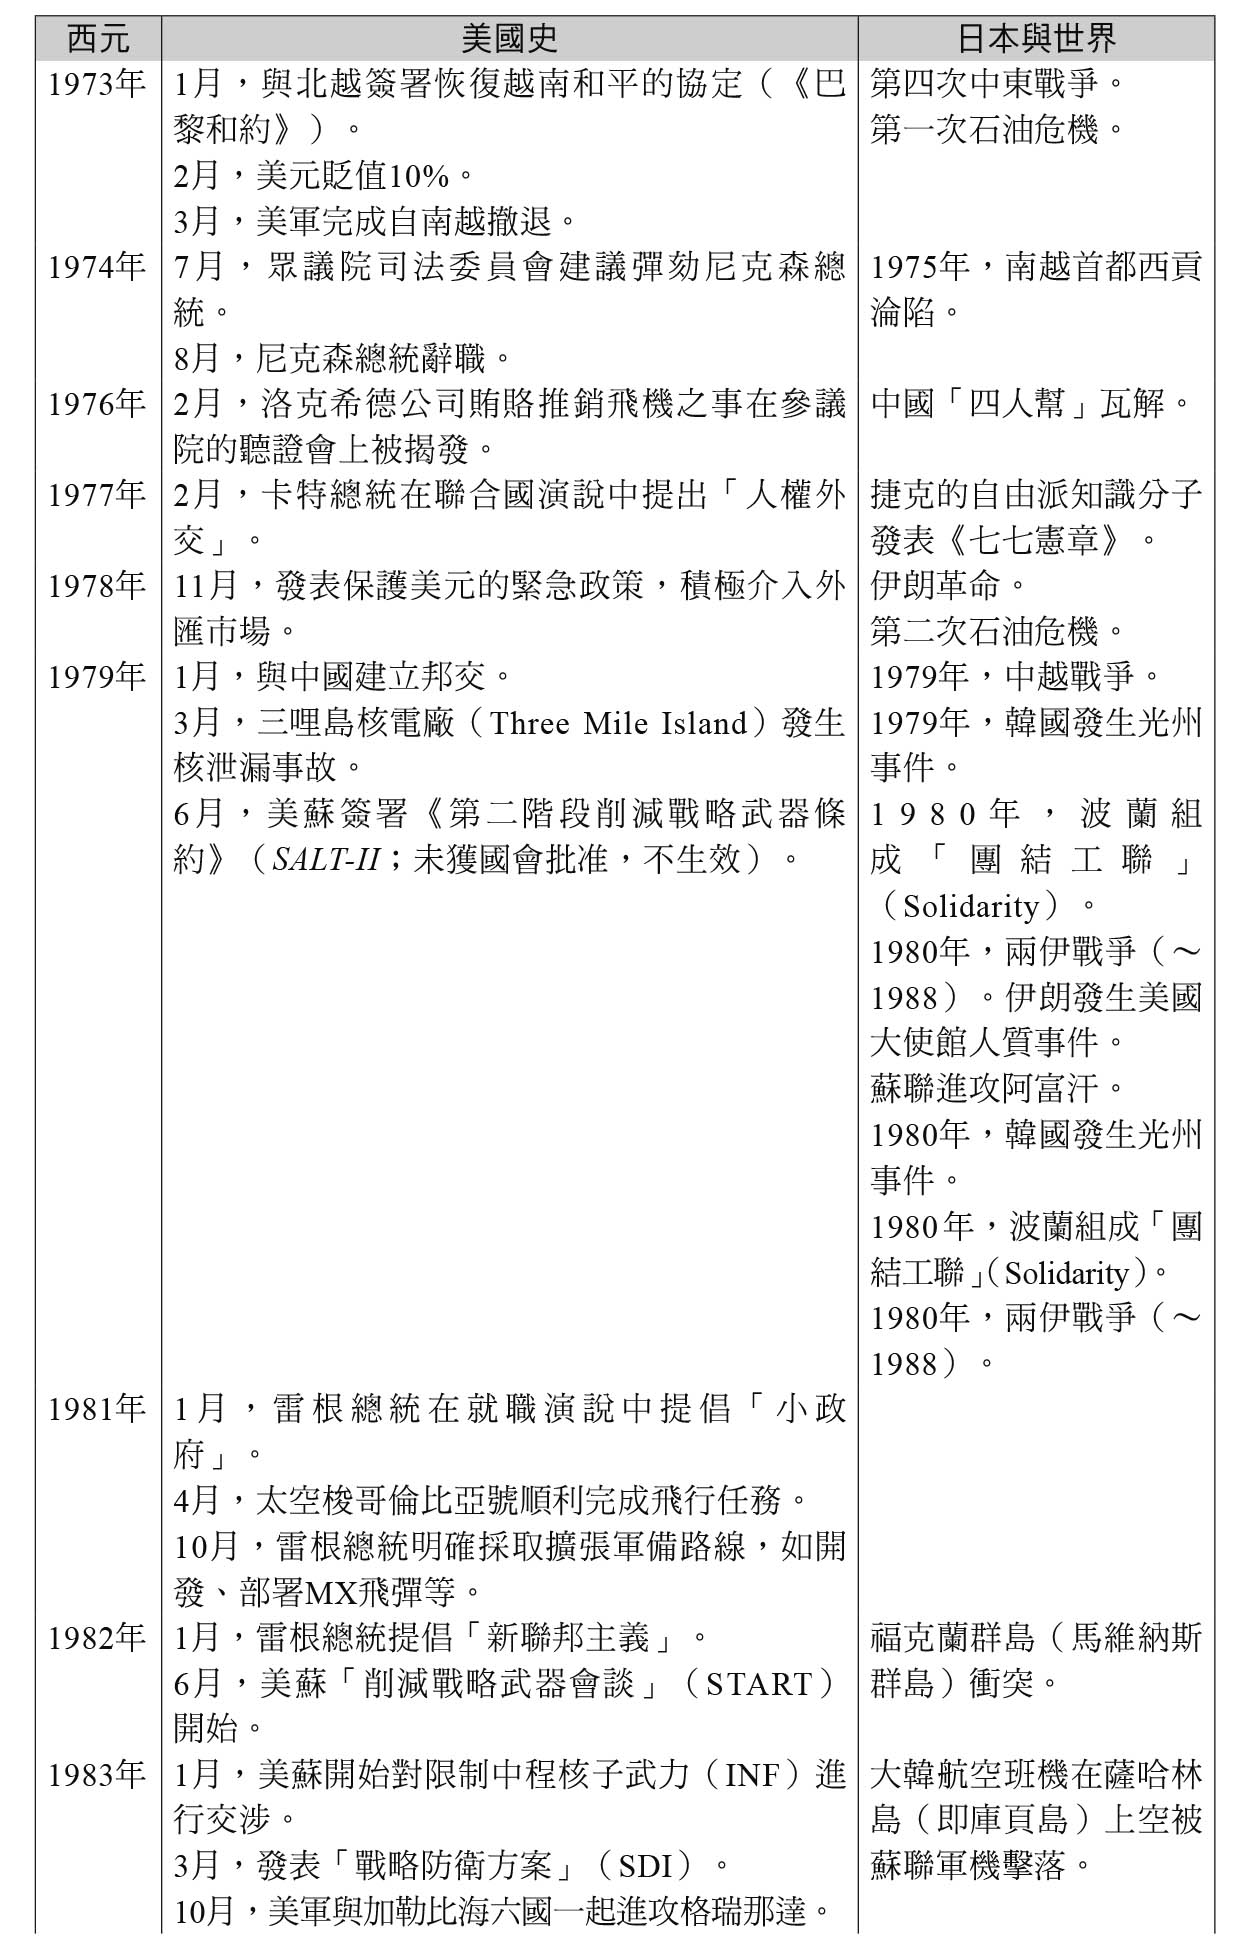 西元 美國史 日本與世界
1973年 1月，與北越簽署恢復越南和平的協定（《巴 第四次中東戰爭。
黎和約》）。 第一次石油危機。
2月，美元貶值10%。
3月，美軍完成自南越撤退。
1974年 7月，眾議院司法委員會建議彈劾尼克森總 1975年，南越首都西貢
統。 淪陷。
8月，尼克森總統辭職。
1976年 2月，洛克希德公司賄賂推銷飛機之事在參議 中國「四人幫」瓦解。
院的聽證會上被揭發。
1977年 2月，卡特總統在聯合國演說中提出「人權外 捷克的自由派知識分子
交」。 發表《七七憲章》。
1978年 11月，發表保護美元的緊急政策，積極介入外 伊朗革命。
匯市場。 第二次石油危機。
1979年 1月，與中國建立邦交。 1979年，中越戰爭。
3月，三哩島核電廠（Three Mile Island）發生 1979年，韓國發生光州
核泄漏事故。 事件。
6月，美蘇簽署《第二階段削減戰略武器條 1980年，波蘭組
約》（SALT-II；未獲國會批准，不生效）。 成「團結工聯」
（Solidarity）。
1980年，兩伊戰爭（～
1988）。伊朗發生美國
大使館人質事件。
蘇聯進攻阿富汗。
1980年，韓國發生光州
事件。
1980年，波蘭組成「團
結工聯」（Solidarity）。
1980年，兩伊戰爭（～
1988）。
1981年 1月，雷根總統在就職演說中提倡「小政
府」。
4月，太空梭哥倫比亞號順利完成飛行任務。
10月，雷根總統明確採取擴張軍備路線，如開
發、部署MX飛彈等。
1982年 1月，雷根總統提倡「新聯邦主義」。 福克蘭群島（馬維納斯
6月，美蘇「削減戰略武器會談」（START） 群島）衝突。
開始。
1983年 1月，美蘇開始對限制中程核子武力（INF）進 大韓航空班機在薩哈林
行交涉。 島（即庫頁島）上空被
3月，發表「戰略防衛方案」（SDI）。 蘇聯軍機擊落。
10月，美軍與加勒比海六國一起進攻格瑞那達。